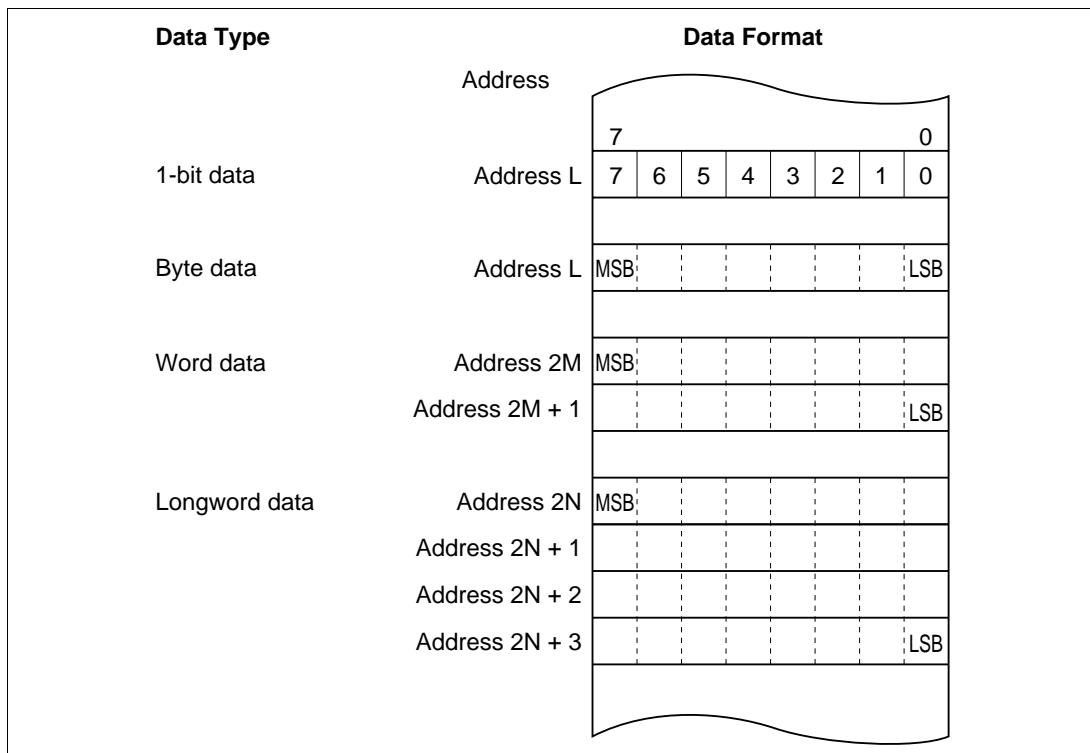 Data Type Data Format
Address
7 0
1-bit data Address L 7 6 5 4 3 2 1 0
Byte data Address L MSB LSB
Word data Address 2M MSB
Address 2M + 1 LSB
Longword data Address 2N MSB
Address 2N + 1
Address 2N + 2
Address 2N + 3 LSB